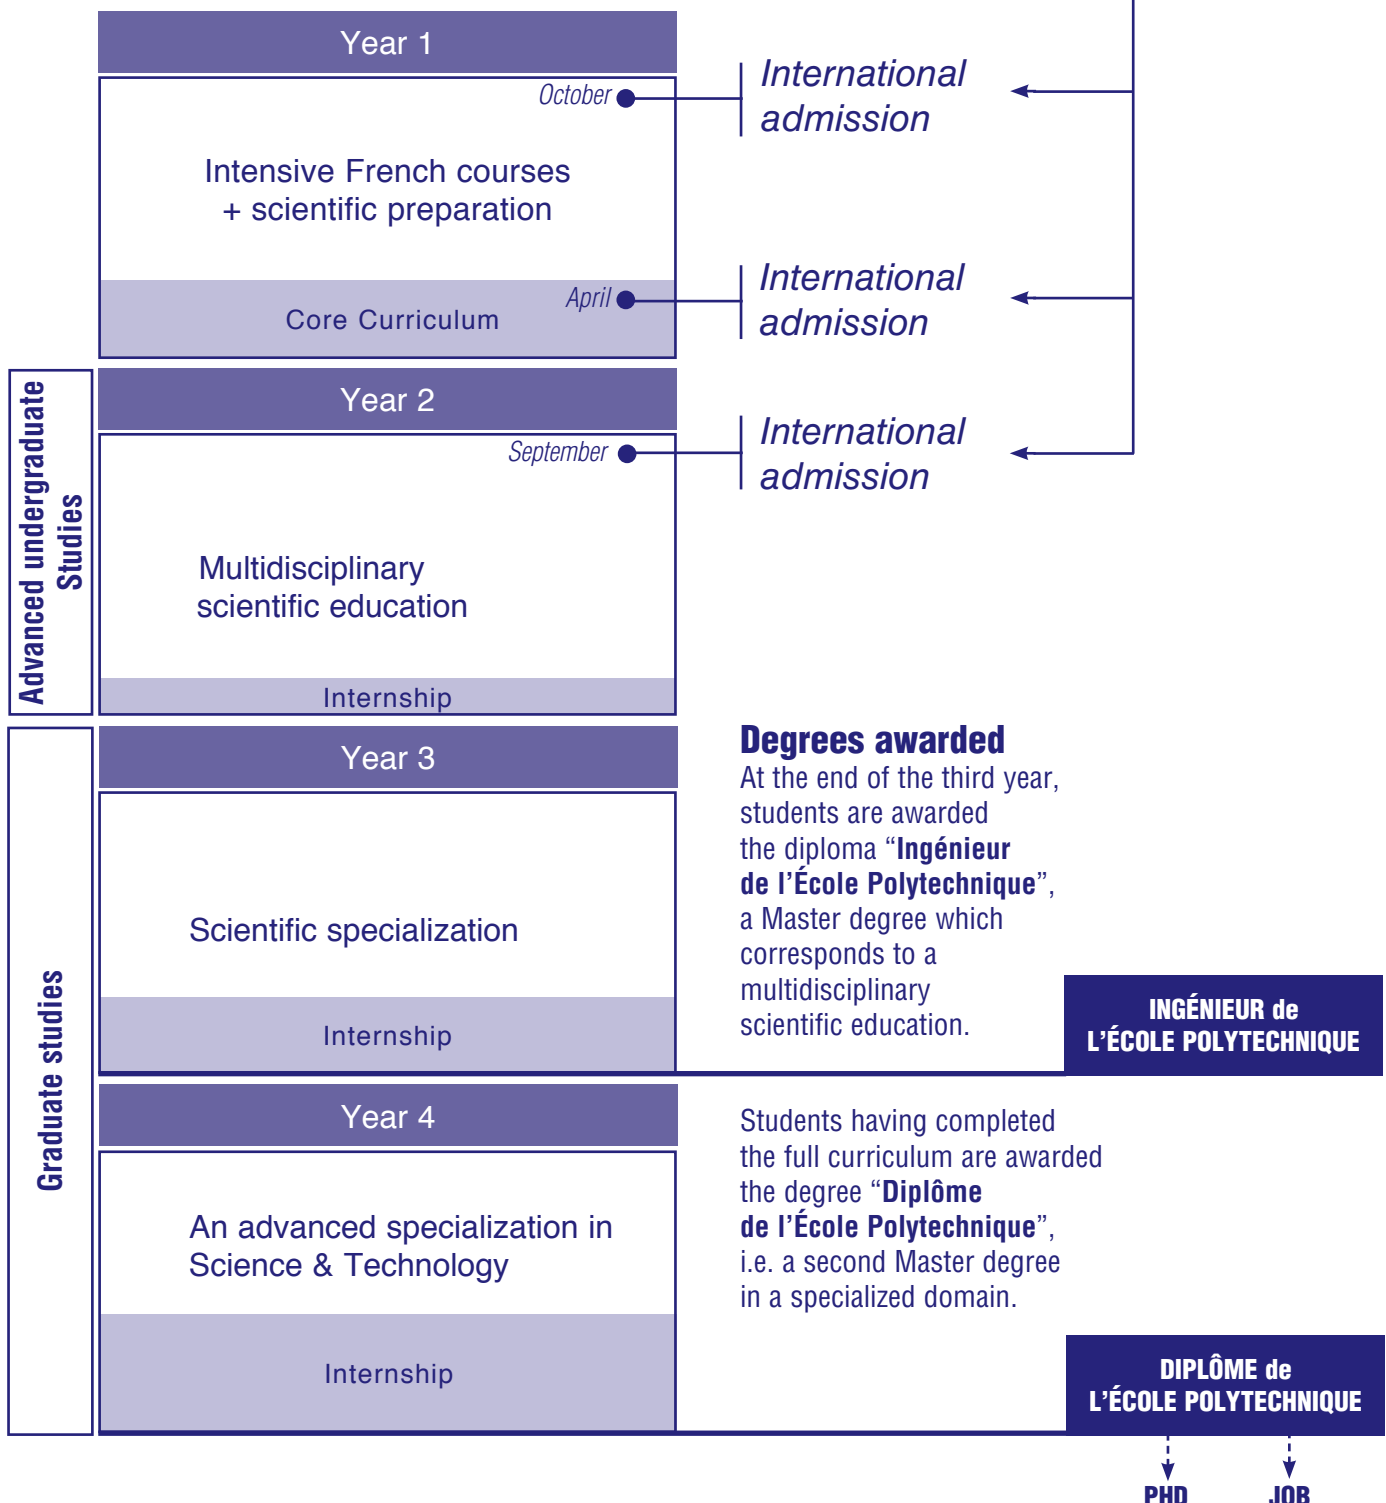 Year 1
October
International
admission
Intensive French courses
+ scientific preparation
April
International
admission
Core Curriculum
Advanced undergraduate
Studies
Year 2
September
International
admission
Multidisciplinary
scientific education
Internship
Graduate studies
Year 3
Scientific specialization
Internship
Degrees awarded
At the end of the third year,
students are awarded
the diploma “Ingénieur
de l’École Polytechnique”,
a Master degree which
corresponds to a
multidisciplinary
scientific education.
INGÉNIEUR de
L’ÉCOLE POLYTECHNIQUE
Year 4
An advanced specialization in
Science & Technology
Internship
Students having completed
the full curriculum are awarded
the degree “Diplôme
de l’École Polytechnique”,
i.e. a second Master degree
in a specialized domain.
DIPLÔME de
L’ÉCOLE POLYTECHNIQUE
PHD
JOB